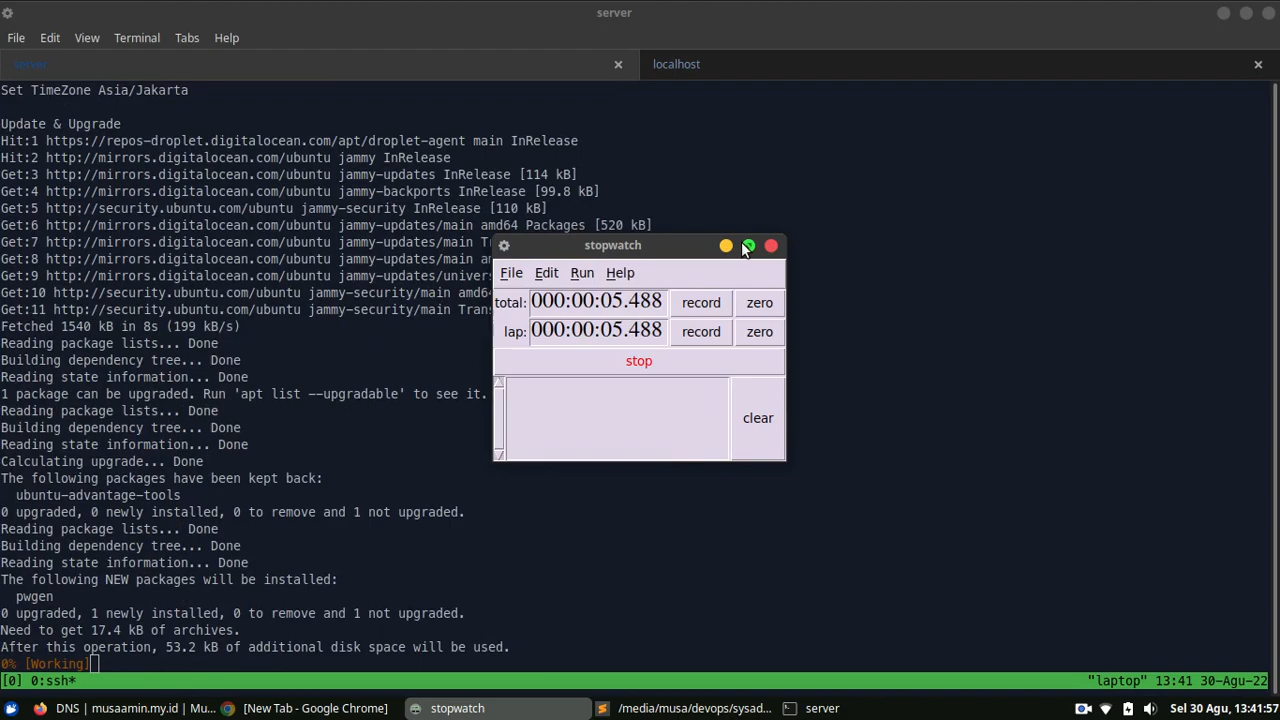 server
File Edit View Terminal Tabs Help
server
localhost
Set TimeZone Asia/Jakarta
Update & Upgrade
Hit:1 https://repos-droplet.digitalocean.com/apt/droplet-agent main InRelease
Hit:2 http://mirrors.digitalocean.com/ubuntu jammy InRelease
Get:3 http://mirrors.digitalocean.com/ubuntu jammy-updates InRelease [114 kB]
Get:4 http://mirrors.digitalocean.com/ubuntu jammy-backports InRelease [99.8 kB]
Get:5 http://security.ubuntu.com/ubuntu jammy-security InRelease [110 kB]
Get:6 http://mirrors.digitalocean.com/ubuntu jammy-updates/main amd64 Packages [520 kB]
Get:7 http://mirrors.digitalocean.com/ubuntu jammy-updates/main
Get:8 http://mirrors.digitalocean.com/ubuntu jammy-updates/main
Get:9 http://mirrors.digitalocean.com/ubuntu
Get:10 http://security.ubuntu.com/ubuntu jammy-security/main
Get:11 http://security.ubuntu.com/ubuntu jammy-security/main
Fetched 1540 kB in 8s (199 kB/s)
Reading package lists... Done
Building dependency tree... Done
Reading state information... Done
1 package can be upgraded. Run 'apt list --upgradable' to see it.
Reading package lists... Done
Building dependency tree... Done
Reading state information... Done
Calculating upgrade... Done
The following packages have been kept back:
ubuntu-advantage-tools
0 upgraded, 0 newly installed, 0 to remove and 1 not upgraded.
Reading package lists... Done
Building dependency tree... Done
Reading state information... Done
The following NEW packages will be installed:
pwgen
0 upgraded, 1 newly installed, 0 to remove and 1 not upgraded.
Need to get 17.4 kB of archives.
After this operation, 53.2 kB of additional disk space will be used.
0% [Working]
stopwatch
File Edit Run Help
total: 000:00:05.488 record zero
lap: 000:00:05.488 record zero
stop
clear
[0] 0:ssh* "laptop" 13:41 30-Agu-22
DNS | musaamin.my.id | Mu... [New Tab - Google Chrome] stopwatch /media/musa/devops/sysad... server Sel 30 Agu, 13:41:57